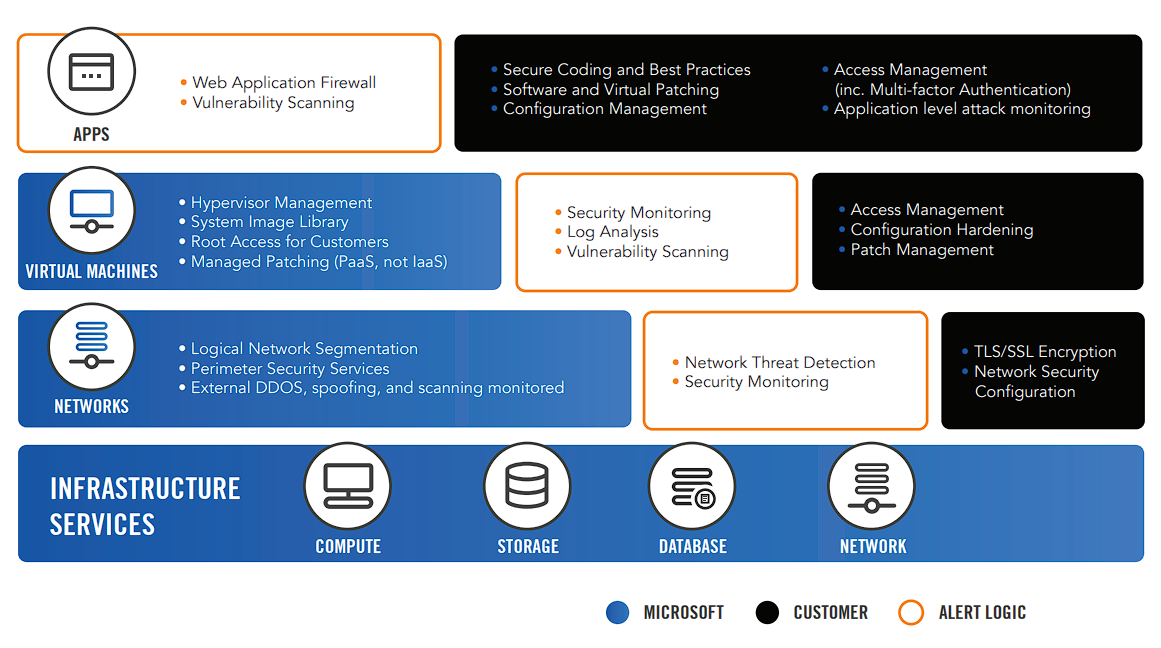 • Web Application Firewall
• Vulnerability Scanning
APPS
• Secure Coding and Best Practices
• Software and Virtual Patching
• Configuration Management
• Access Management
(inc. Multi-factor Authentication)
• Application level attack monitoring
• Hypervisor Management
• System Image Library
• Root Access for Customers
• Managed Patching (PaaS, not IaaS)
VIRTUAL MACHINES
• Security Monitoring
• Log Analysis
• Vulnerability Scanning
• Access Management
• Configuration Hardening
• Patch Management
• Logical Network Segmentation
• Perimeter Security Services
• External DDOS, spoofing, and scanning monitored
NETWORKS
• Network Threat Detection
• Security Monitoring
• TLS/SSL Encryption
• Network Security
Configuration
INFRASTRUCTURE
SERVICES
COMPUTE
STORAGE
DATABASE
NETWORK
MICROSOFT
CUSTOMER
ALERT LOGIC